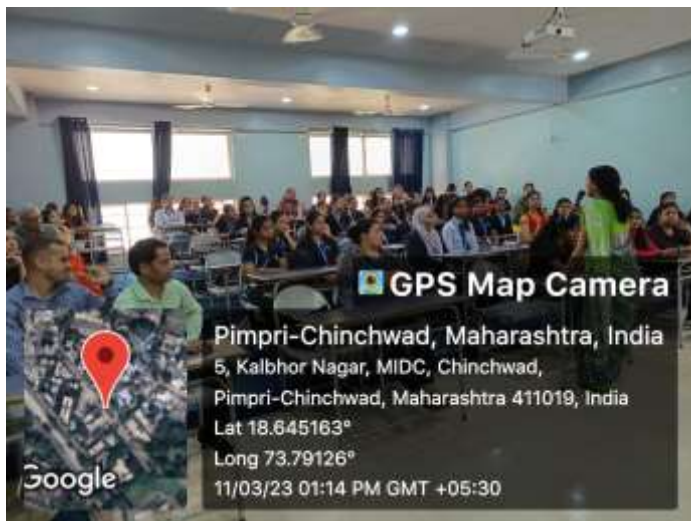 GPS Map Camera
Pimpri-Chinchwad, Maharashtra, India
5, Kalbhor Nagar, MIDC, Chinchwad,
Pimpri-Chinchwad, Maharashtra 411019, India
Lat 18.645163°
Long 73.79126°
11/03/23 01:14 PM GMT +05:30
Google